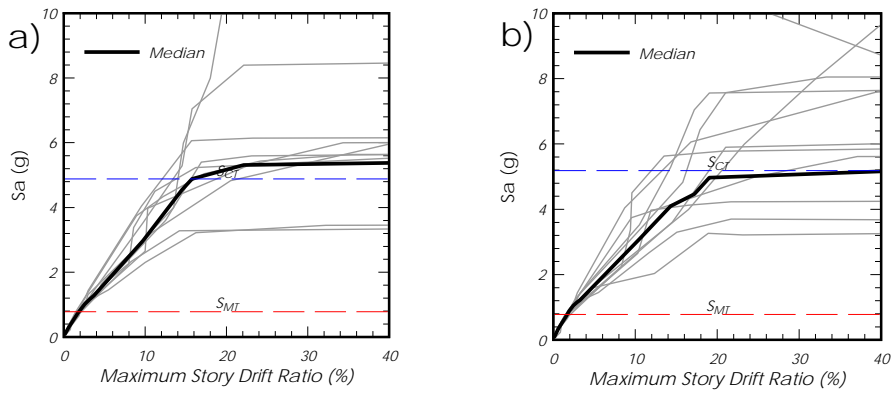 a)
10
8
6
4
2
0
Sa (g)
Median
S_CT
S_MT
0 10 20 30 40
Maximum Story Drift Ratio (%)
b)
10
8
6
4
2
0
Sa (g)
Median
S_CT
S_MT
0 10 20 30 40
Maximum Story Drift Ratio (%)